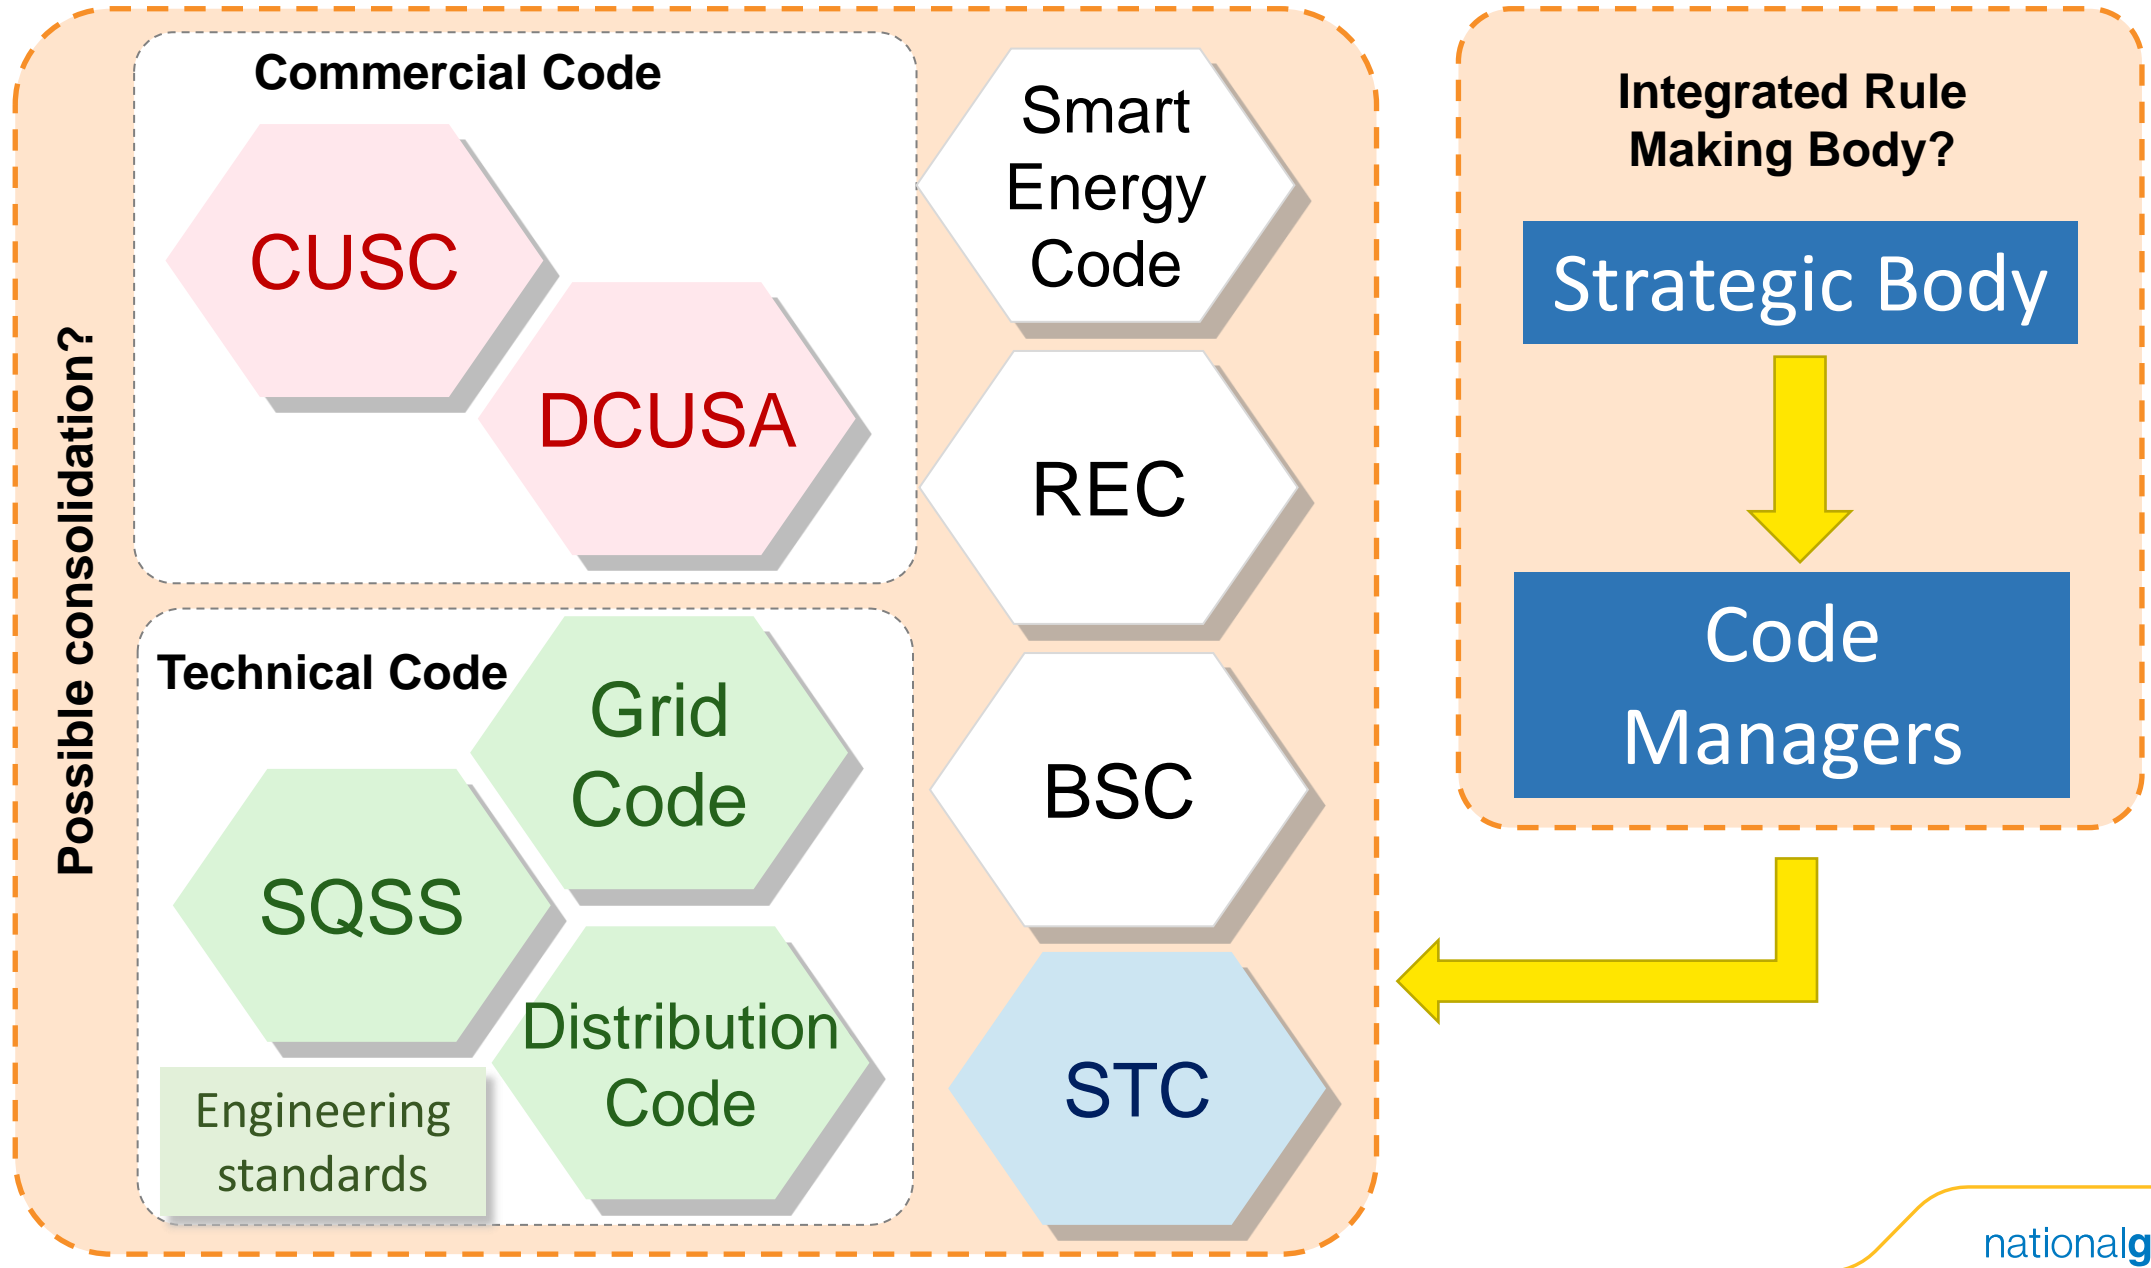 Possible consolidation?
Commercial Code
CUSC
DCUSA
Technical Code
Grid
Code
SQSS
Distribution
Code
Engineering
standards
Smart
Energy
Code
REC
BSC
STC
Integrated Rule
Making Body?
Strategic Body
Code
Managers
nationalg